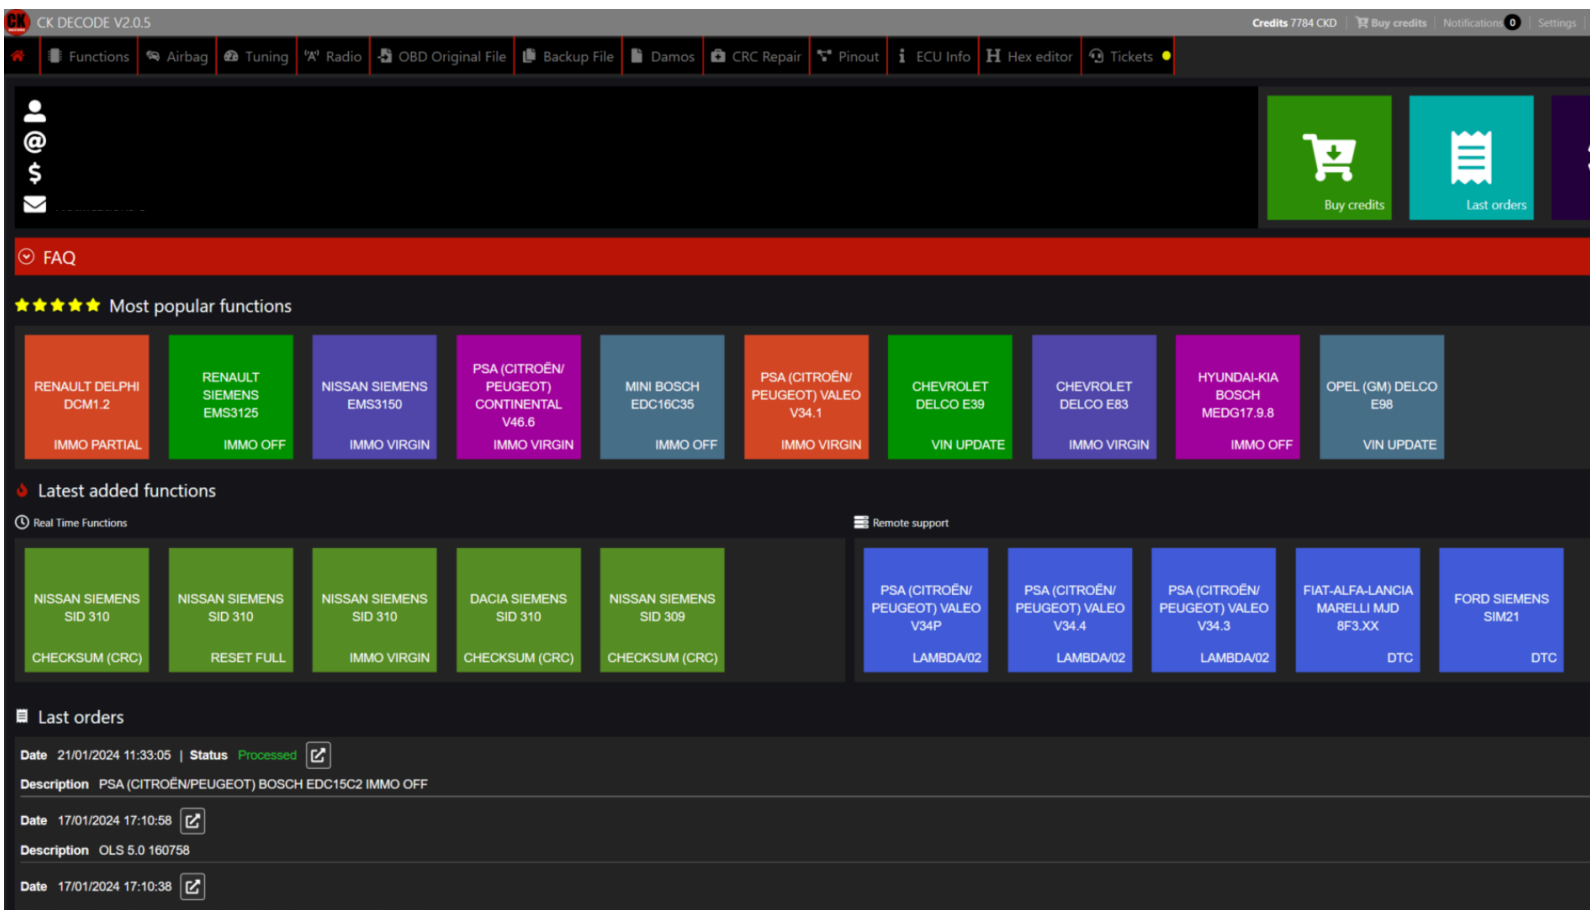 CK DECODE V2.0.5
Credits 7784 CKD | Buy credits | Notifications 0 | Settings
Functions Airbag Tuning Radio OBD Original File Backup File Damos CRC Repair Pinout ECU Info Hex editor Tickets
Buy credits
Last orders
FAQ
Most popular functions
RENAULT DELPHI
DCM1.2
IMMO PARTIAL
RENAULT
SIEMENS
EMS3125
IMMO OFF
NISSAN SIEMENS
EMS3150
IMMO VIRGIN
PSA (CITROËN/
PEUGEOT)
CONTINENTAL
V46.6
IMMO VIRGIN
MINI BOSCH
EDC16C35
IMMO OFF
PSA (CITROËN/
PEUGEOT) VALEO
V34.1
IMMO VIRGIN
CHEVROLET
DELCO E39
VIN UPDATE
CHEVROLET
DELCO E83
IMMO VIRGIN
HYUNDAI-KIA
BOSCH
MEDG17.9.8
IMMO OFF
OPEL (GM) DELCO
E98
VIN UPDATE
Latest added functions
Real Time Functions
NISSAN SIEMENS
SID 310
CHECKSUM (CRC)
NISSAN SIEMENS
SID 310
RESET FULL
NISSAN SIEMENS
SID 310
IMMO VIRGIN
DACIA SIEMENS
SID 310
CHECKSUM (CRC)
NISSAN SIEMENS
SID 309
CHECKSUM (CRC)
Remote support
PSA (CITROËN/
PEUGEOT) VALEO
V34P
LAMBDA/02
PSA (CITROËN/
PEUGEOT) VALEO
V34.4
LAMBDA/02
PSA (CITROËN/
PEUGEOT) VALEO
V34.3
LAMBDA/02
FIAT-ALFA-LANCIA
MARELLI MJD
8F3.XX
DTC
FORD SIEMENS
SIM21
DTC
Last orders
Date 21/01/2024 11:33:05 | Status Processed
Description PSA (CITROËN/PEUGEOT) BOSCH EDC15C2 IMMO OFF
Date 17/01/2024 17:10:58
Description OLS 5.0 160758
Date 17/01/2024 17:10:38